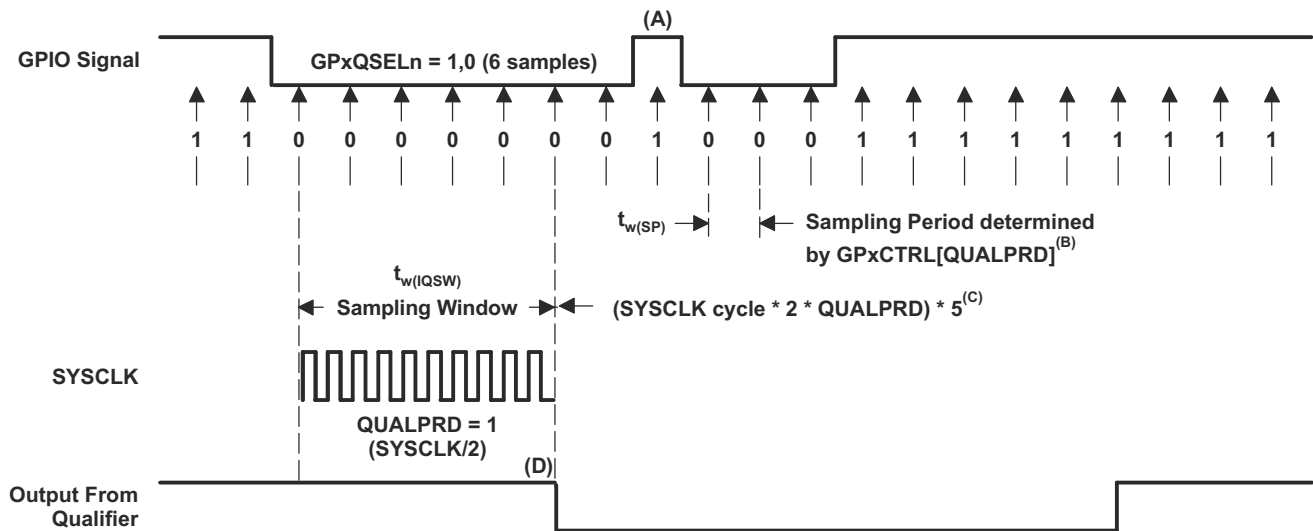 (A)
GPIO Signal
GPxQSELn = 1,0 (6 samples)
1 1 0 0 0 0 0 0 0 1 0 0 0 1 1 1 1 1 1 1 1 1
tw(SP)
Sampling Period determined
by GPxCTRL[QUALPRD](B)
tw(IQSW)
Sampling Window
(SYSCLK cycle * 2 * QUALPRD) * 5(C)
SYSCLK
QUALPRD = 1
(SYSCLK/2)
(D)
Output From
Qualifier